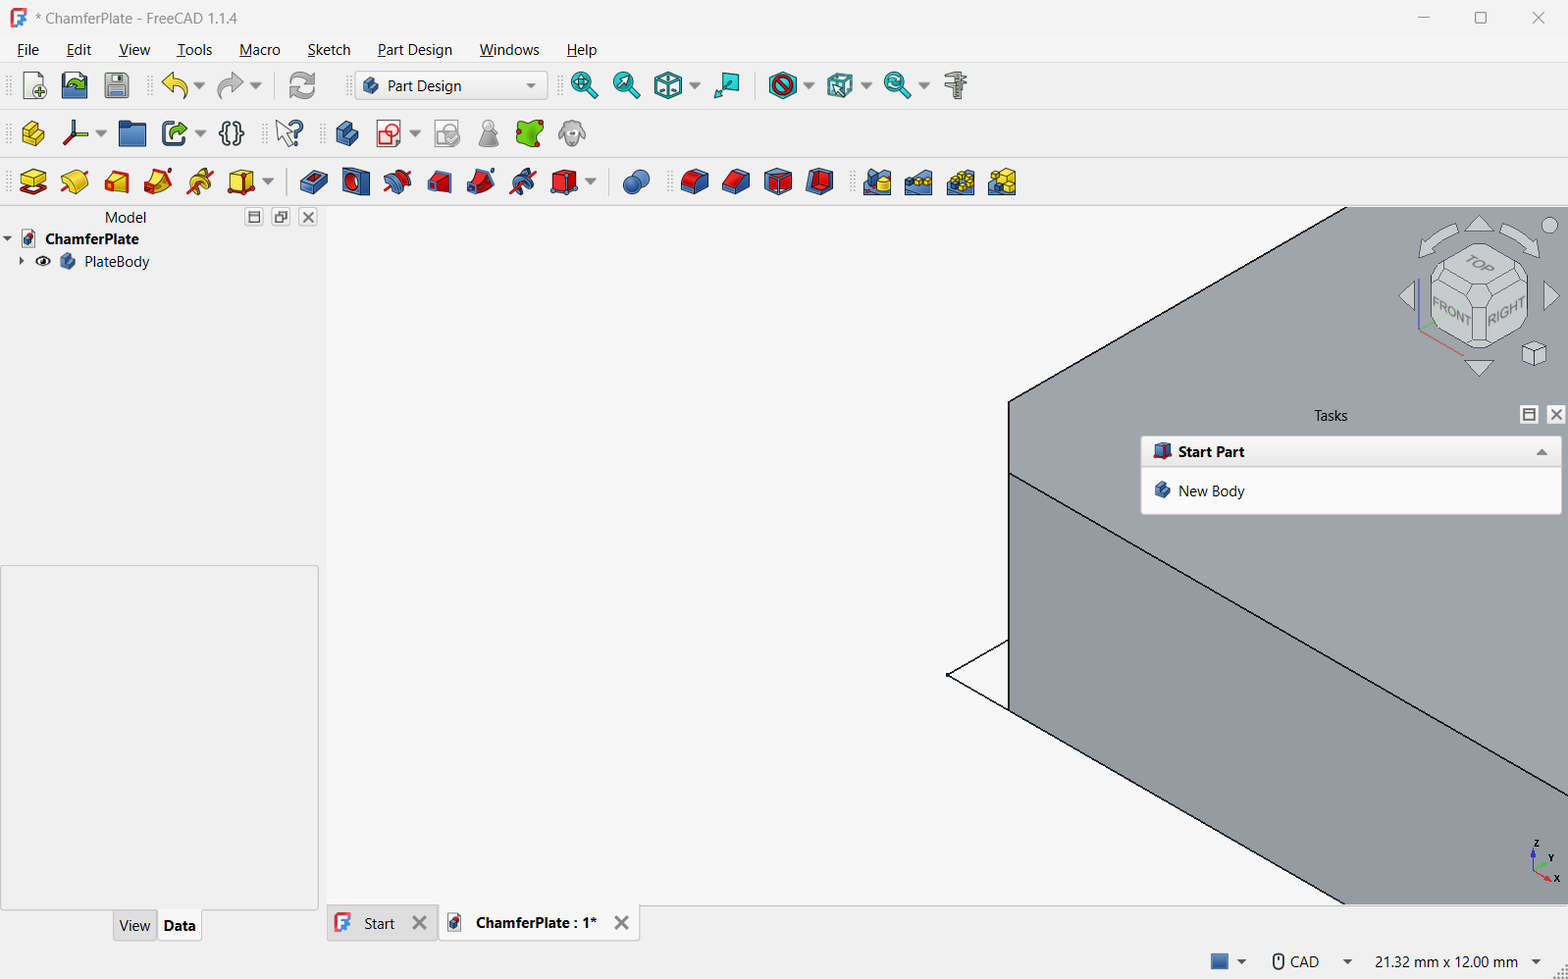 * ChamferPlate - FreeCAD 1.1.4
File Edit View Tools Macro Sketch Part Design Windows Help
Part Design
Model
ChamferPlate
PlateBody
TOP
FRONT
RIGHT
Tasks
Start Part
New Body
Z
Y
X
View
Data
Start
ChamferPlate : 1*
CAD
21.32 mm x 12.00 mm